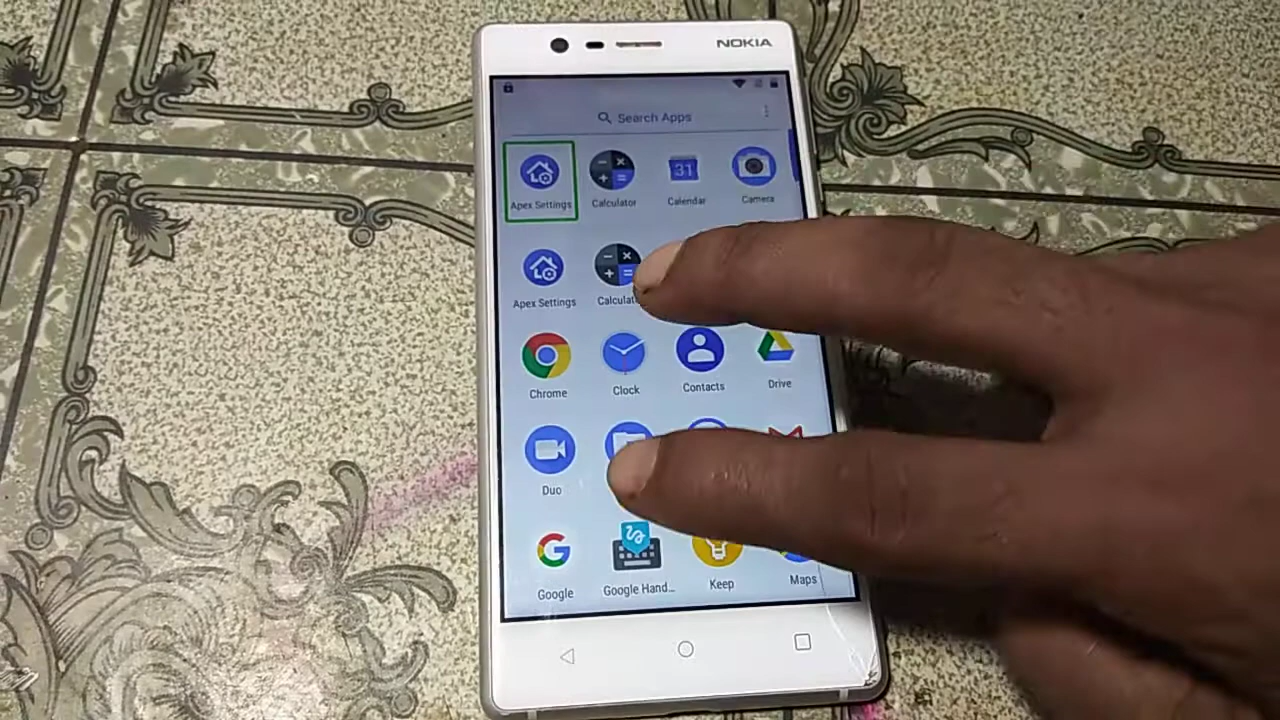 NOKIA
Search Apps
31
Apex Settings Calculator Calendar Camera
Apex Settings
Chrome Clock Contacts Drive
Duo
Google Google Hand... Keep Maps